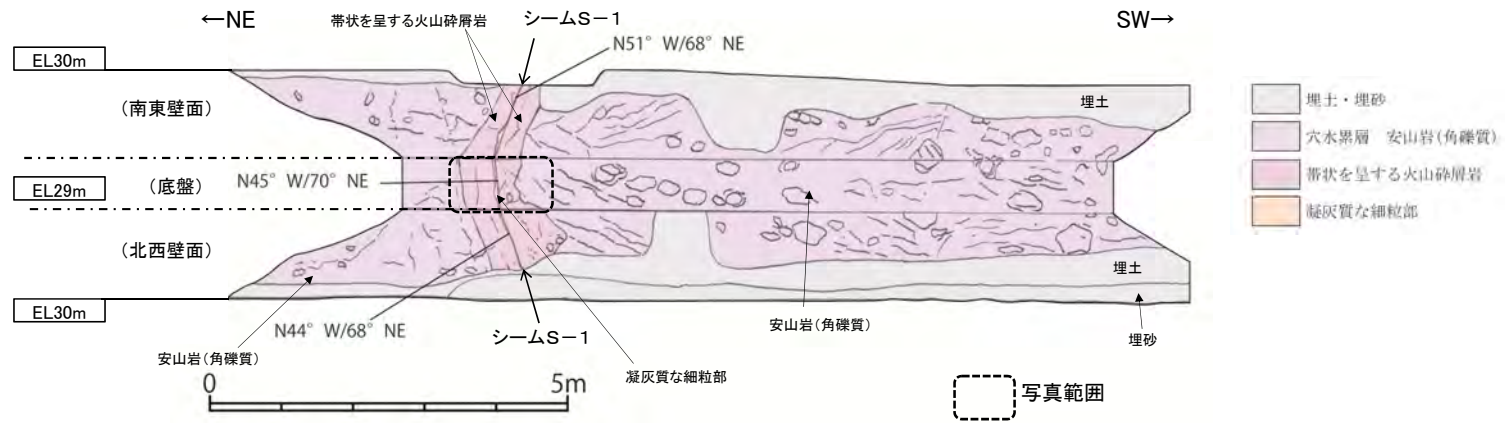 ←NE
SW→
帯状を呈する火山砕屑岩
シームS-1
N51° W/68° NE
EL30m
(南東壁面)
埋土
埋土・埋砂
穴水累層 安山岩(角礫質)
帯状を呈する火山砕屑岩
凝灰質な細粒部
EL29m
(底盤)
N45° W/70° NE
(北西壁面)
埋土
EL30m
N44° W/68° NE
シームS-1
安山岩(角礫質)
埋砂
安山岩(角礫質)
凝灰質な細粒部
0
5m
写真範囲